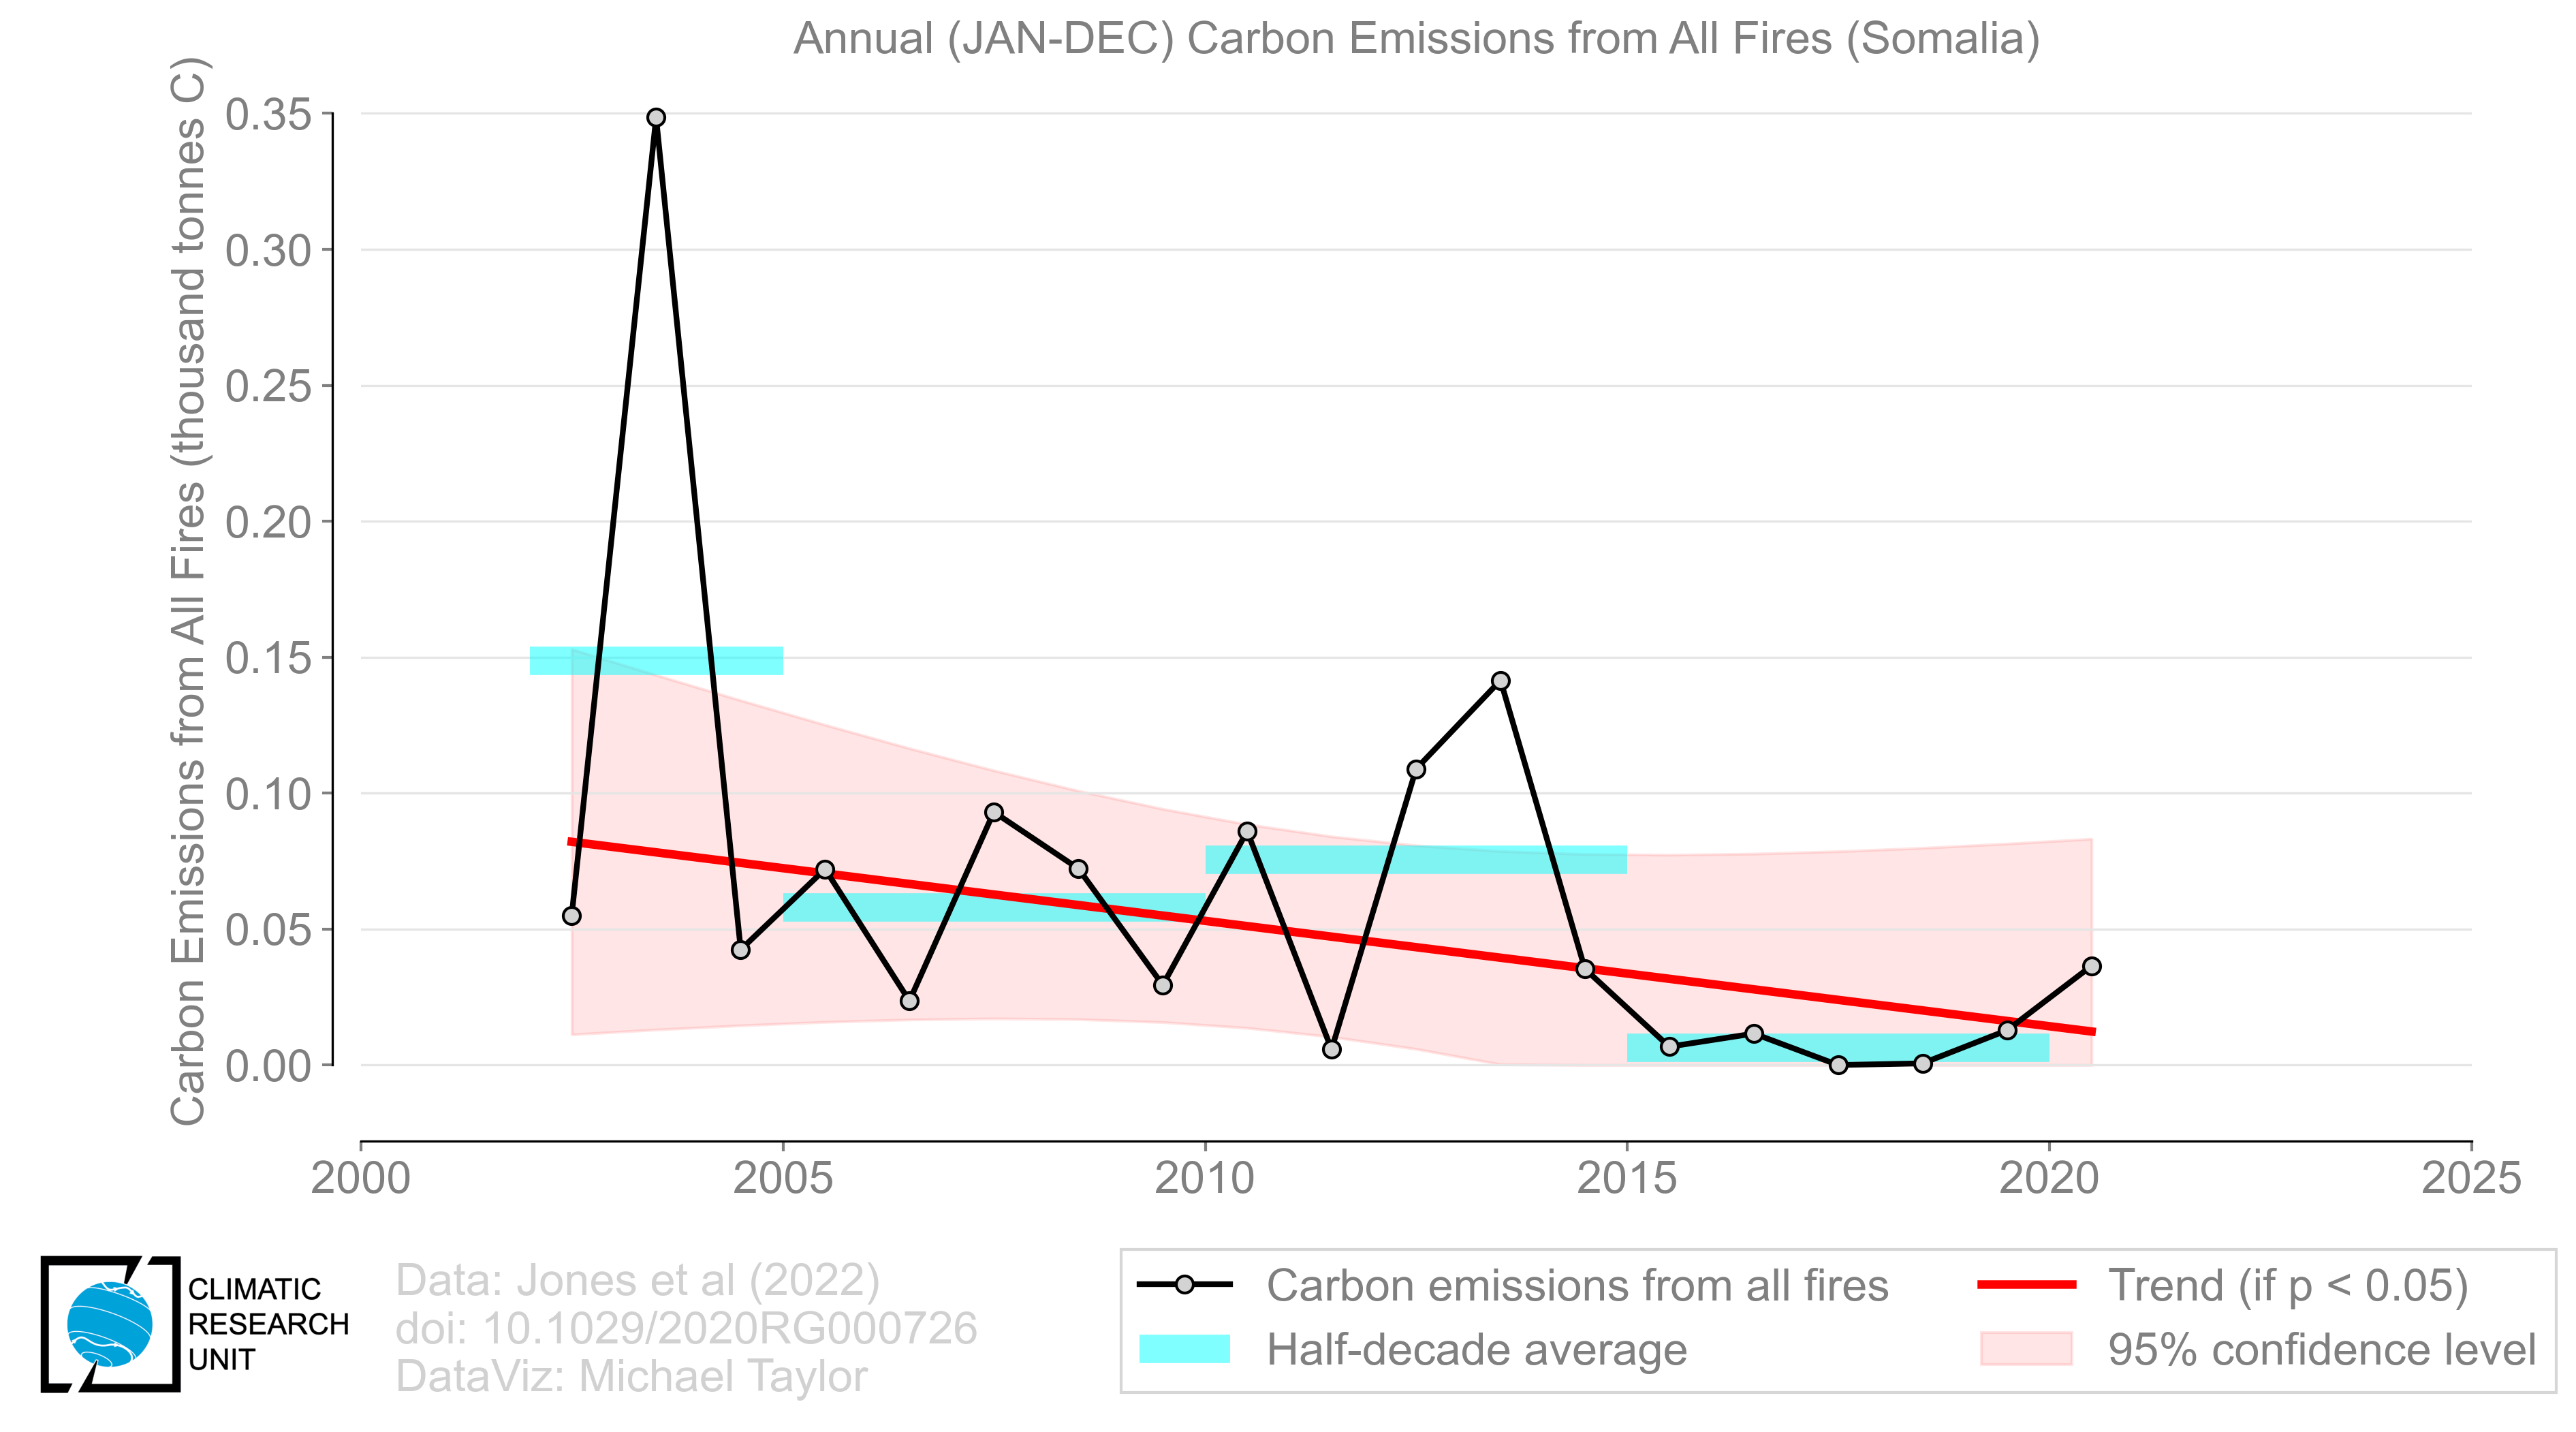 Annual (JAN-DEC) Carbon Emissions from All Fires (Somalia)
Carbon Emissions from All Fires (thousand tonnes C)
0.35
0.30
0.25
0.20
0.15
0.10
0.05
0.00
2000 2005 2010 2015 2020 2025
CLIMATIC
RESEARCH
UNIT
Data: Jones et al (2022)
doi: 10.1029/2020RG000726
DataViz: Michael Taylor
Carbon emissions from all fires
Half-decade average
Trend (if p < 0.05)
95% confidence level